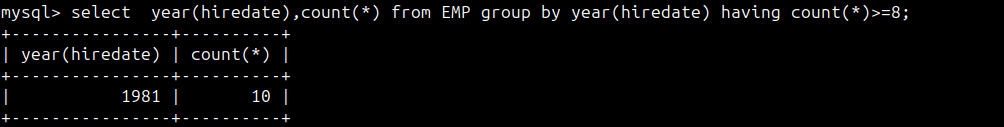 mysql> select  year(hiredate),count(*) from EMP group by year(hiredate) having count(*)>=8;
+----------------+----------+
| year(hiredate) | count(*) |
+----------------+----------+
|           1981 |       10 |
+----------------+----------+